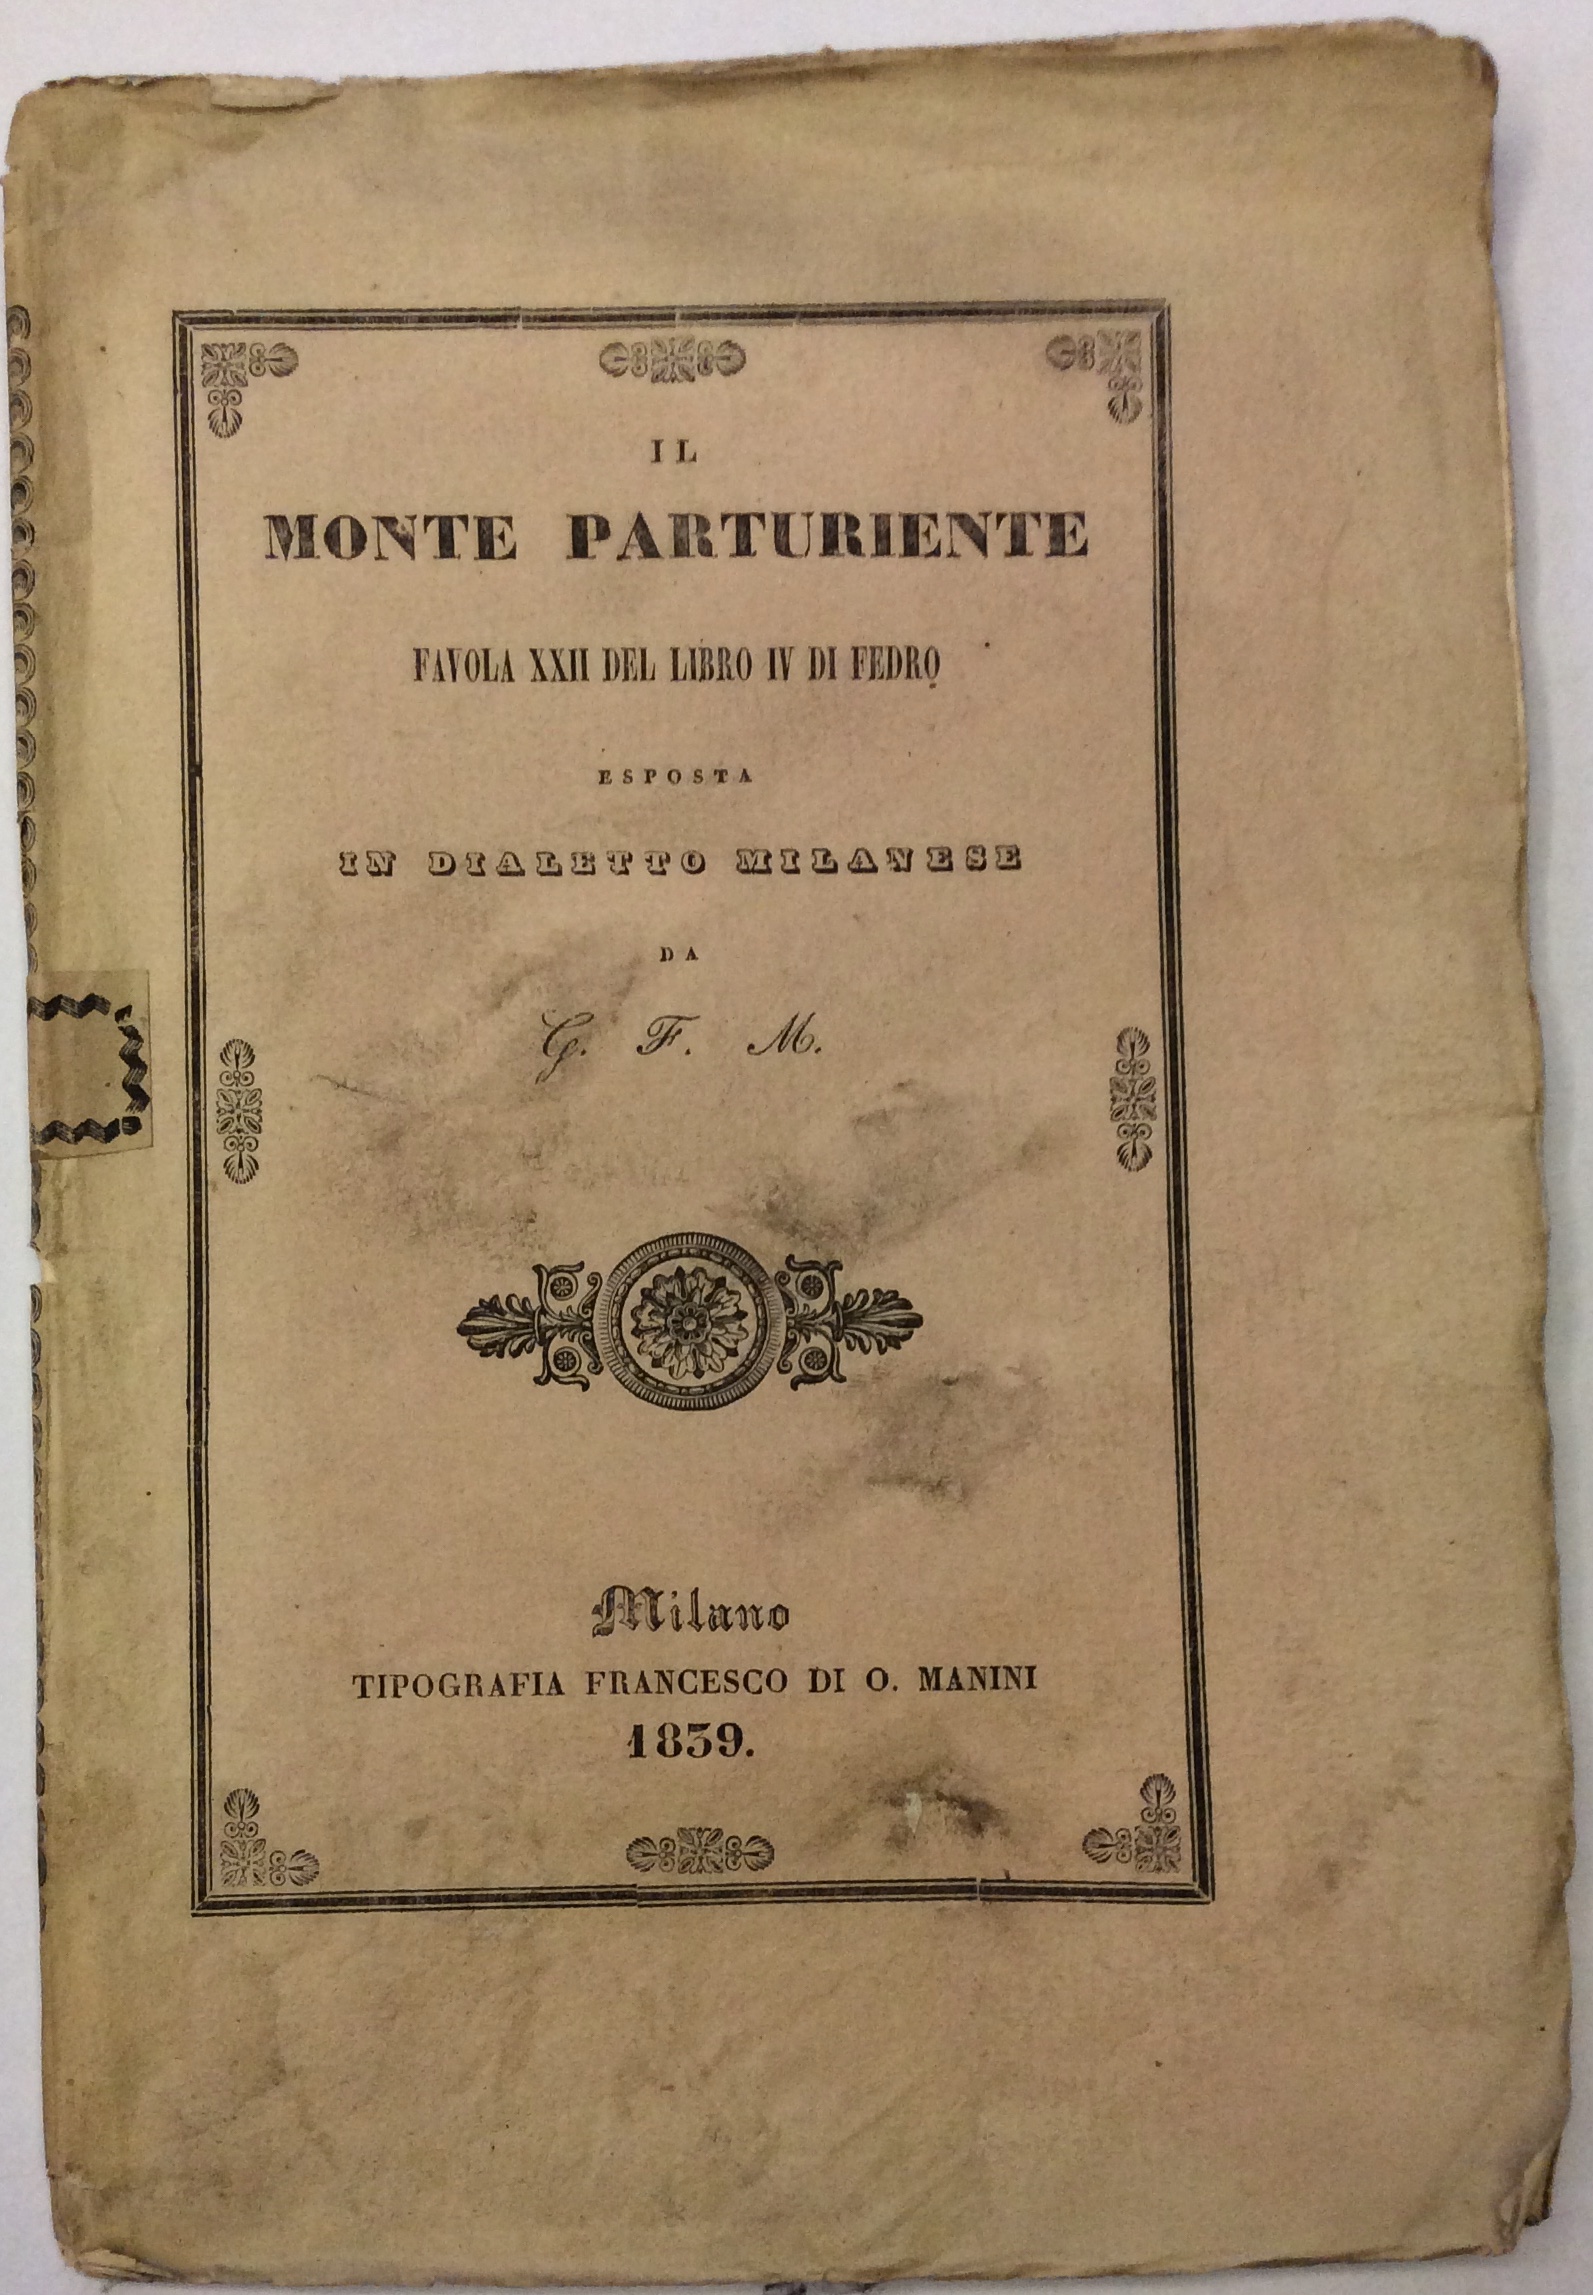 IL
MONTE PARTURIENTE
FAVOLA XXII DEL LIBRO IV DI FEDRO
ESPOSTA
IN DIALETTO MILANESE
DA
G. F. M.
Milano
TIPOGRAFIA FRANCESCO DI O. MANINI
1839.